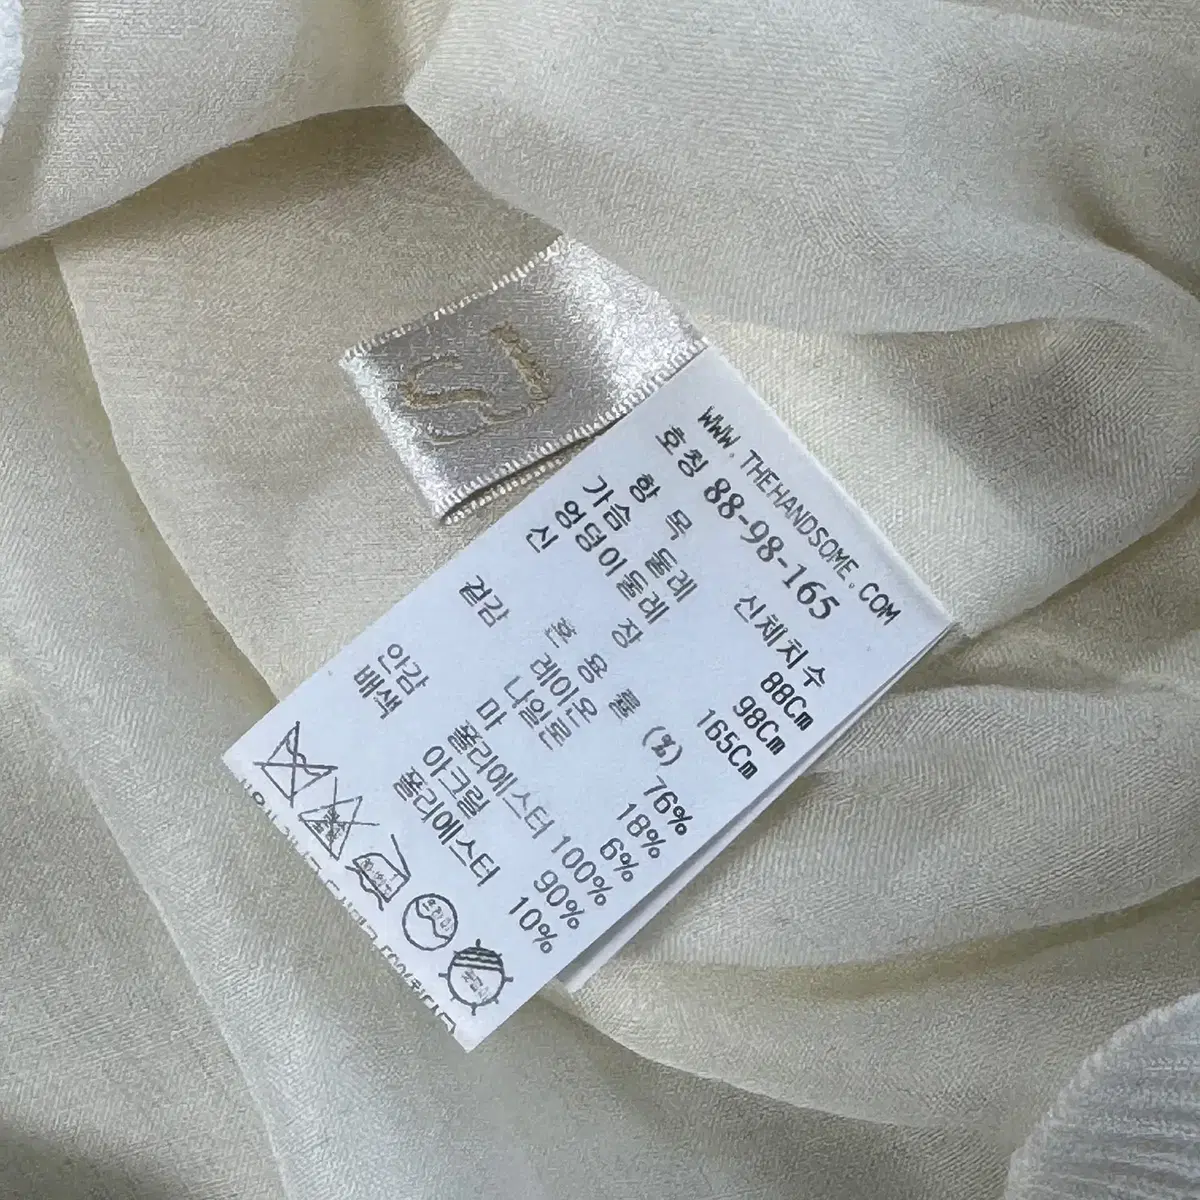 SJ
WWW.THEHANDSOME.COM
호칭 88-98-165
항 목 신체치수
가슴 둘레 88Cm
엉덩이둘레 98Cm
신 장 165Cm
혼 용 률 (%)
겉감 레이온 76%
나일론 18%
마 6%
안감 폴리에스터 100%
배색 아크릴 90%
폴리에스터 10%